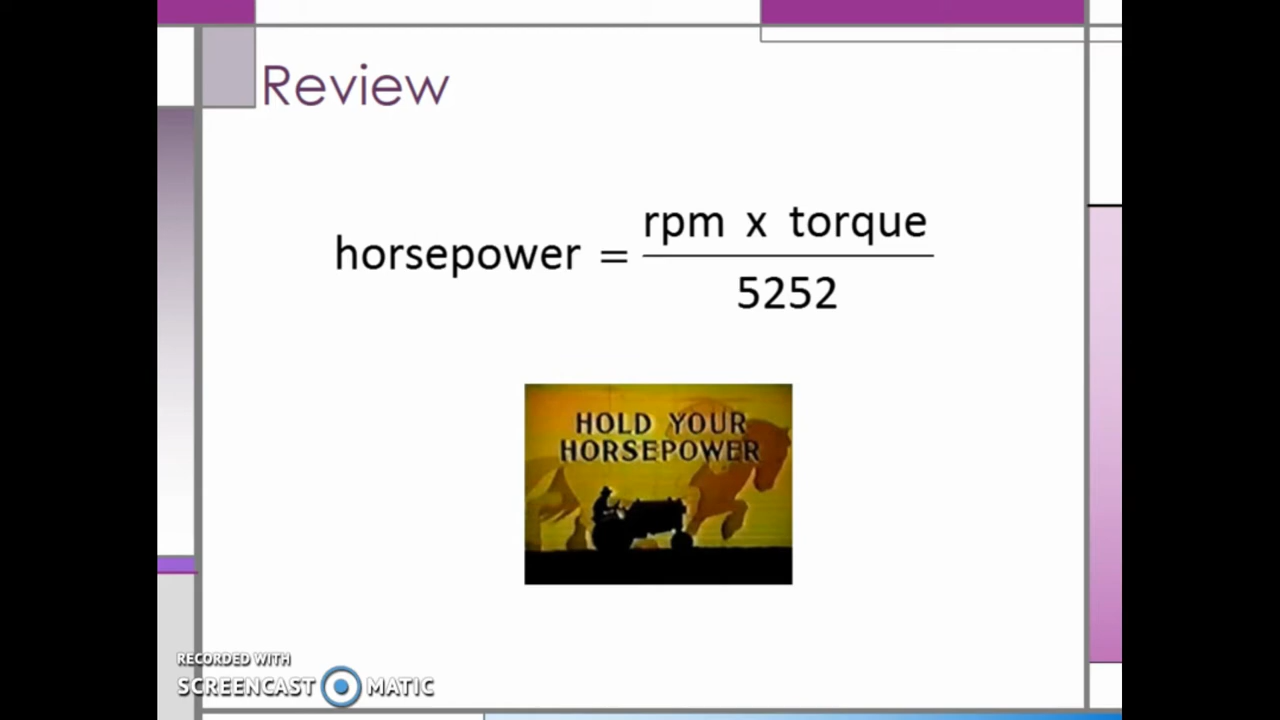 Review
rpm x torque
horsepower =
5252
HOLD YOUR
HORSEPOWER
RECORDED WITH
SCREENCAST MATIC